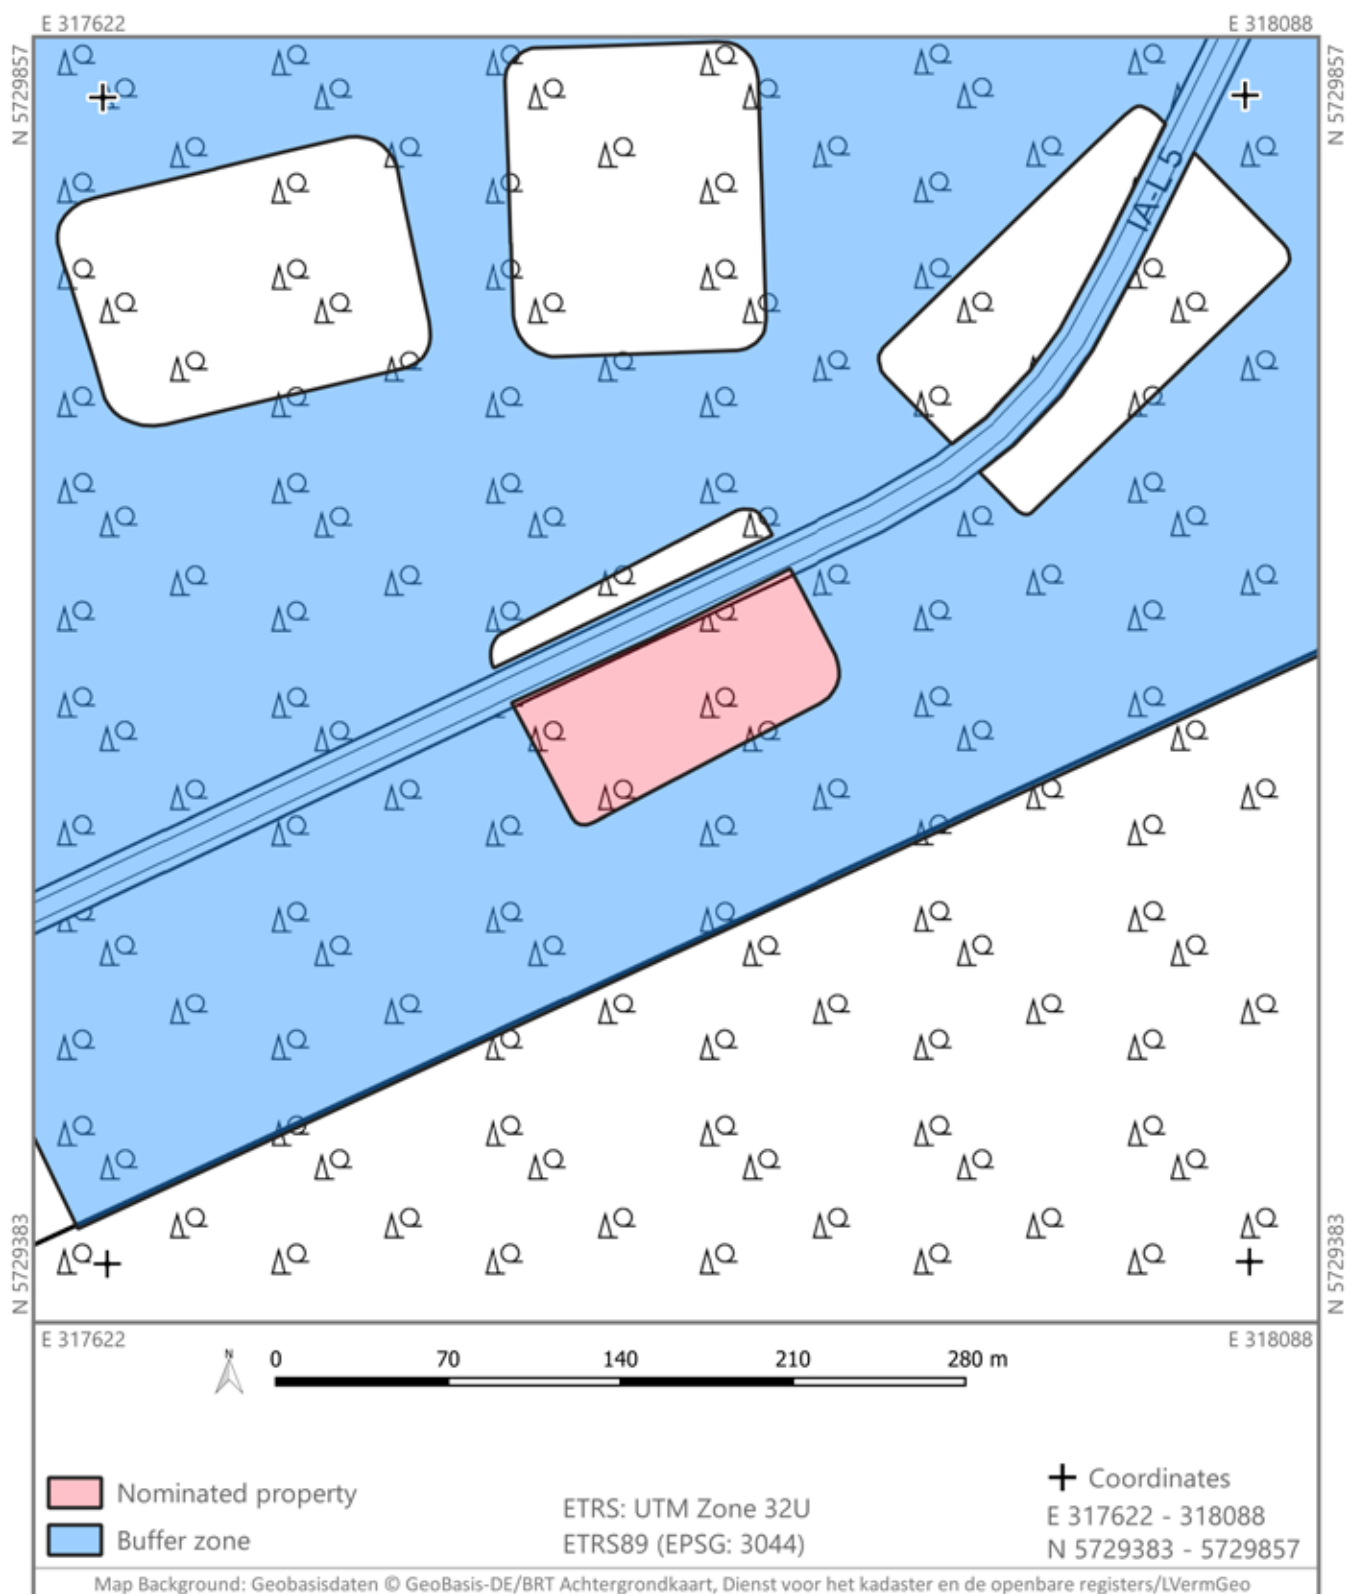 E 317622
E 318088
N 5729857
N 5729857
IA-L 5
N 5729383
N 5729383
E 317622
E 318088
N
0 70 140 210 280 m
Nominated property
Buffer zone
ETRS: UTM Zone 32U
ETRS89 (EPSG: 3044)
Coordinates
E 317622 - 318088
N 5729383 - 5729857
Map Background: Geobasisdaten © GeoBasis-DE/BRT Achtergrondkaart, Dienst voor het kadaster en de openbare registers/LVermGeo